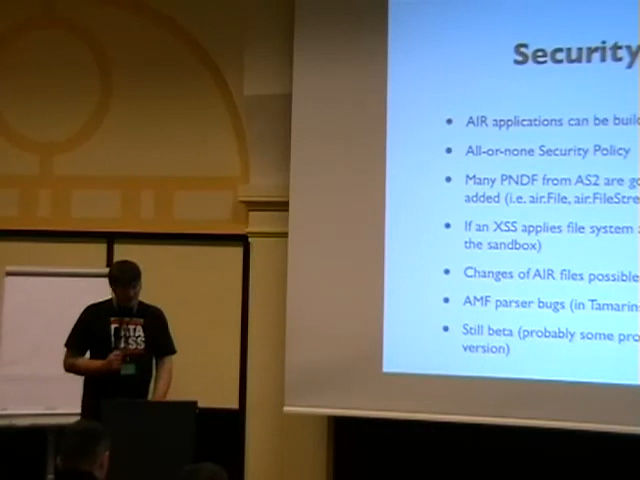 Security
AIR applications can be buil
All-or-none Security Policy
Many PNDF from AS2 are go
added (i.e. air.File, air.FileStre
If an XSS applies file system a
the sandbox)
Changes of AIR files possible
AMF parser bugs (in Tamarin
Still beta (probably some pro
version)